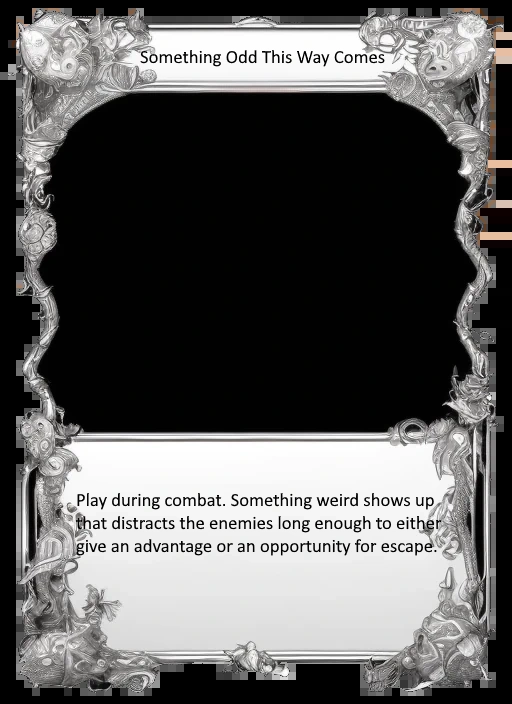 Something Odd This Way Comes
Play during combat. Something weird shows up
that distracts the enemies long enough to either
give an advantage or an opportunity for escape.